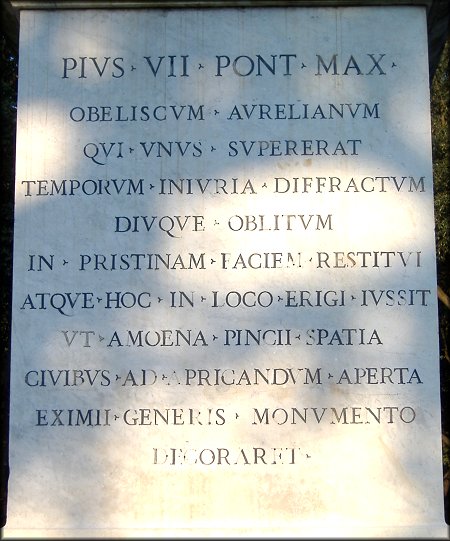 PIVS · VII · PONT · MAX ·
OBELISCVM · AVRELIANVM
QVI · VNVS · SVPERERAT
TEMPORVM · INIVRIA · DIFFRACTVM
DIVQVE · OBLITVM
IN · PRISTINAM · FACIEM · RESTITVI
ATQVE · HOC · IN · LOCO · ERIGI · IVSSIT
VT · AMOENA · PINCII · SPATIA
CIVIBVS · AD · APRICANDVM · APERTA
EXIMII · GENERIS · MONVMENTO
DECORARET ·